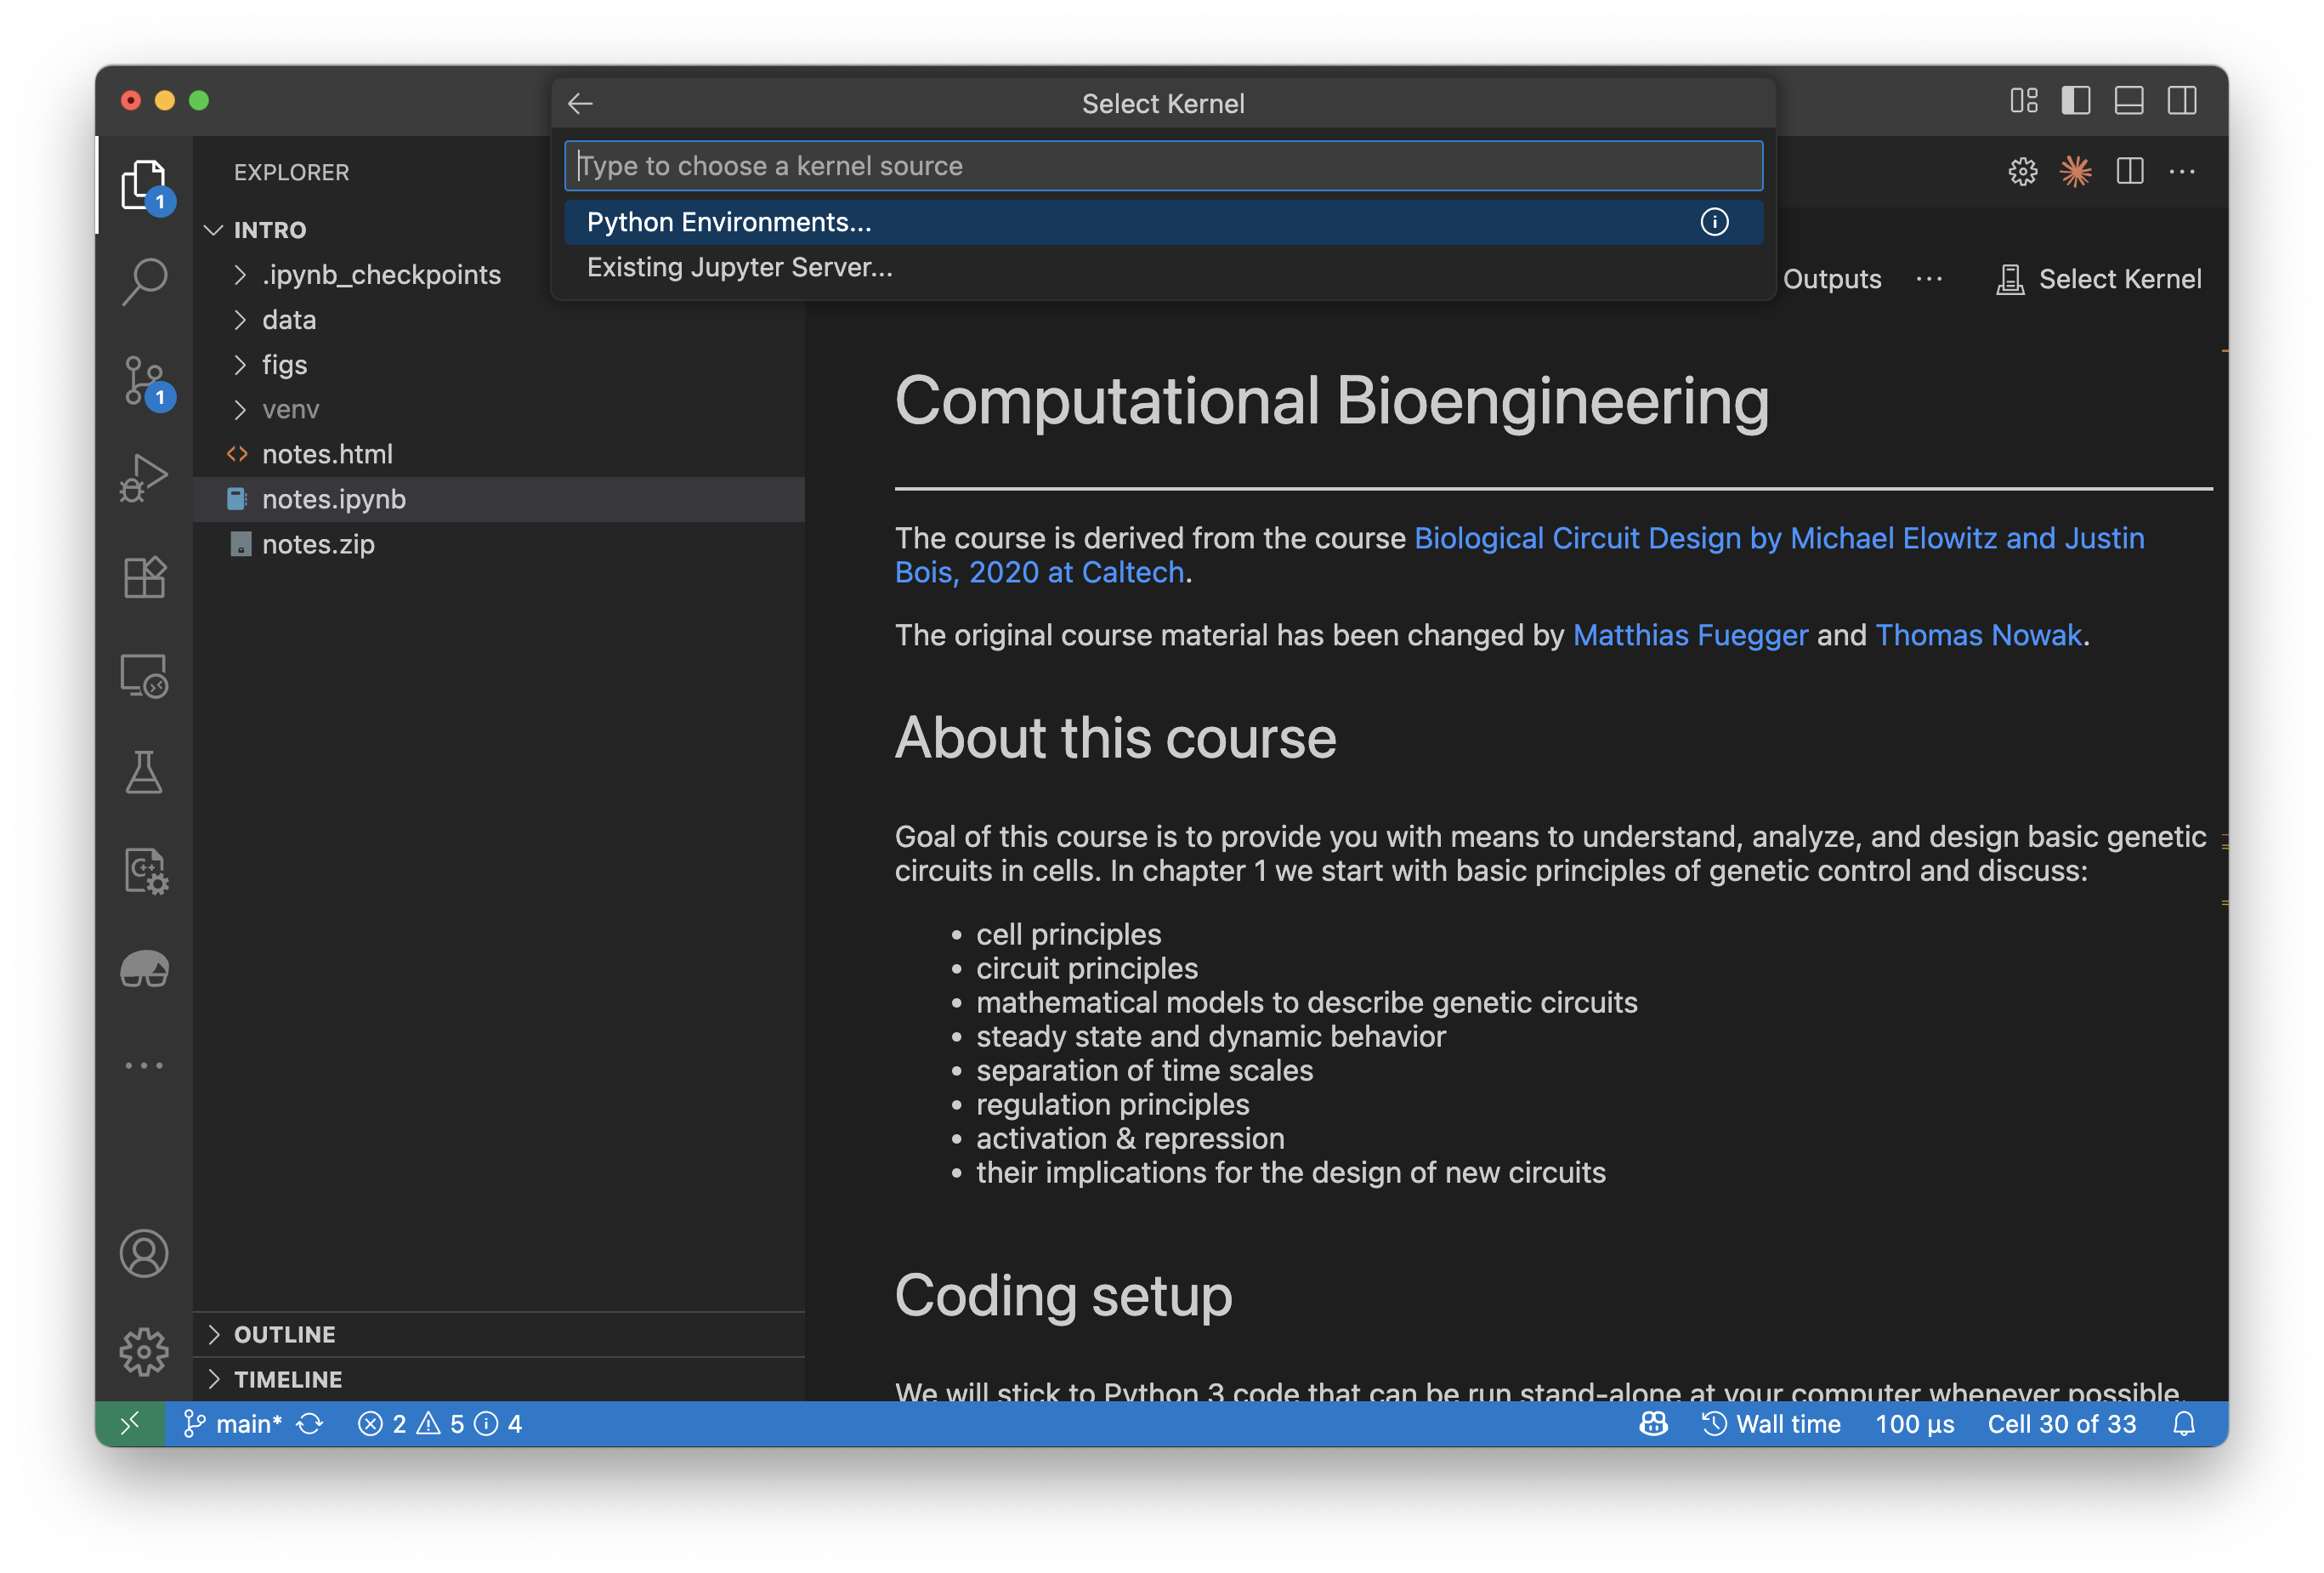 Select Kernel
Type to choose a kernel source
Python Environments...
Existing Jupyter Server...
EXPLORER
1
INTRO
.ipynb_checkpoints
data
figs
venv
notes.html
notes.ipynb
notes.zip
1
C++
OUTLINE
TIMELINE
Outputs
Select Kernel
Computational Bioengineering
The course is derived from the course Biological Circuit Design by Michael Elowitz and Justin
Bois, 2020 at Caltech.
The original course material has been changed by Matthias Fuegger and Thomas Nowak.
About this course
Goal of this course is to provide you with means to understand, analyze, and design basic genetic
circuits in cells. In chapter 1 we start with basic principles of genetic control and discuss:
• cell principles
• circuit principles
• mathematical models to describe genetic circuits
• steady state and dynamic behavior
• separation of time scales
• regulation principles
• activation & repression
• their implications for the design of new circuits
Coding setup
We will stick to Python 3 code that can be run stand-alone at your computer whenever possible.
main* 2 5 4
Wall time 100 μs Cell 30 of 33